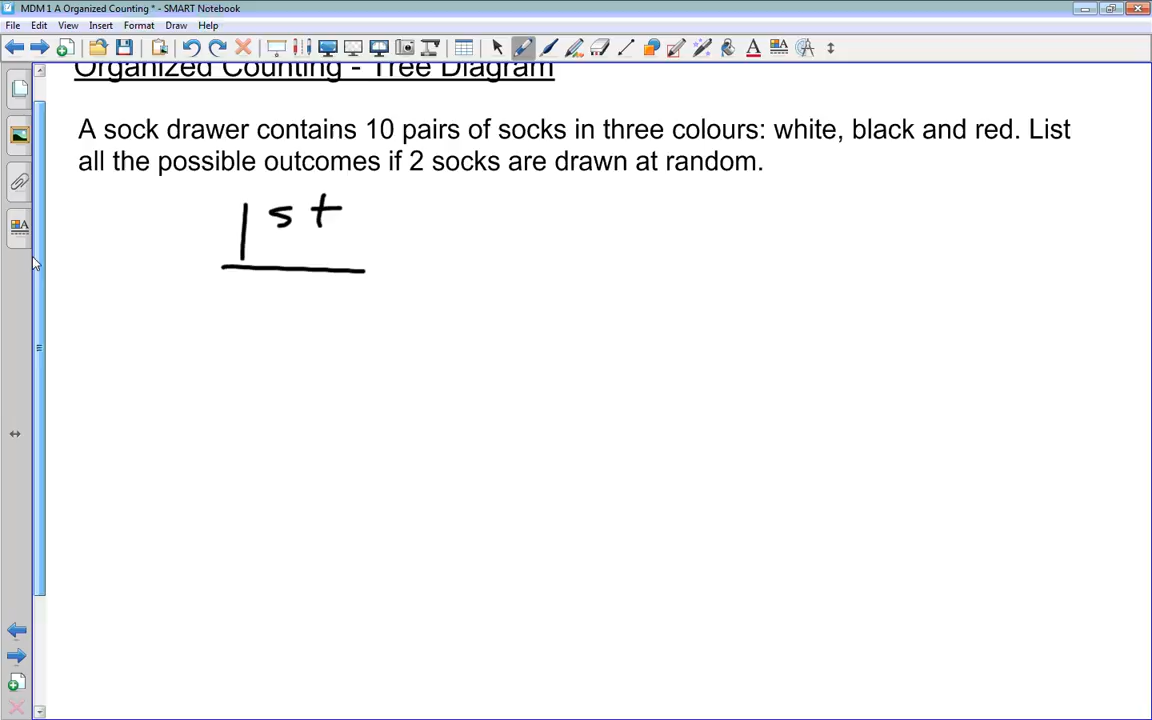 MDM 1 A Organized Counting * - SMART Notebook
File Edit View Insert Format Draw Help
Organized Counting - Tree Diagram
A sock drawer contains 10 pairs of socks in three colours: white, black and red. List
all the possible outcomes if 2 socks are drawn at random.
1st